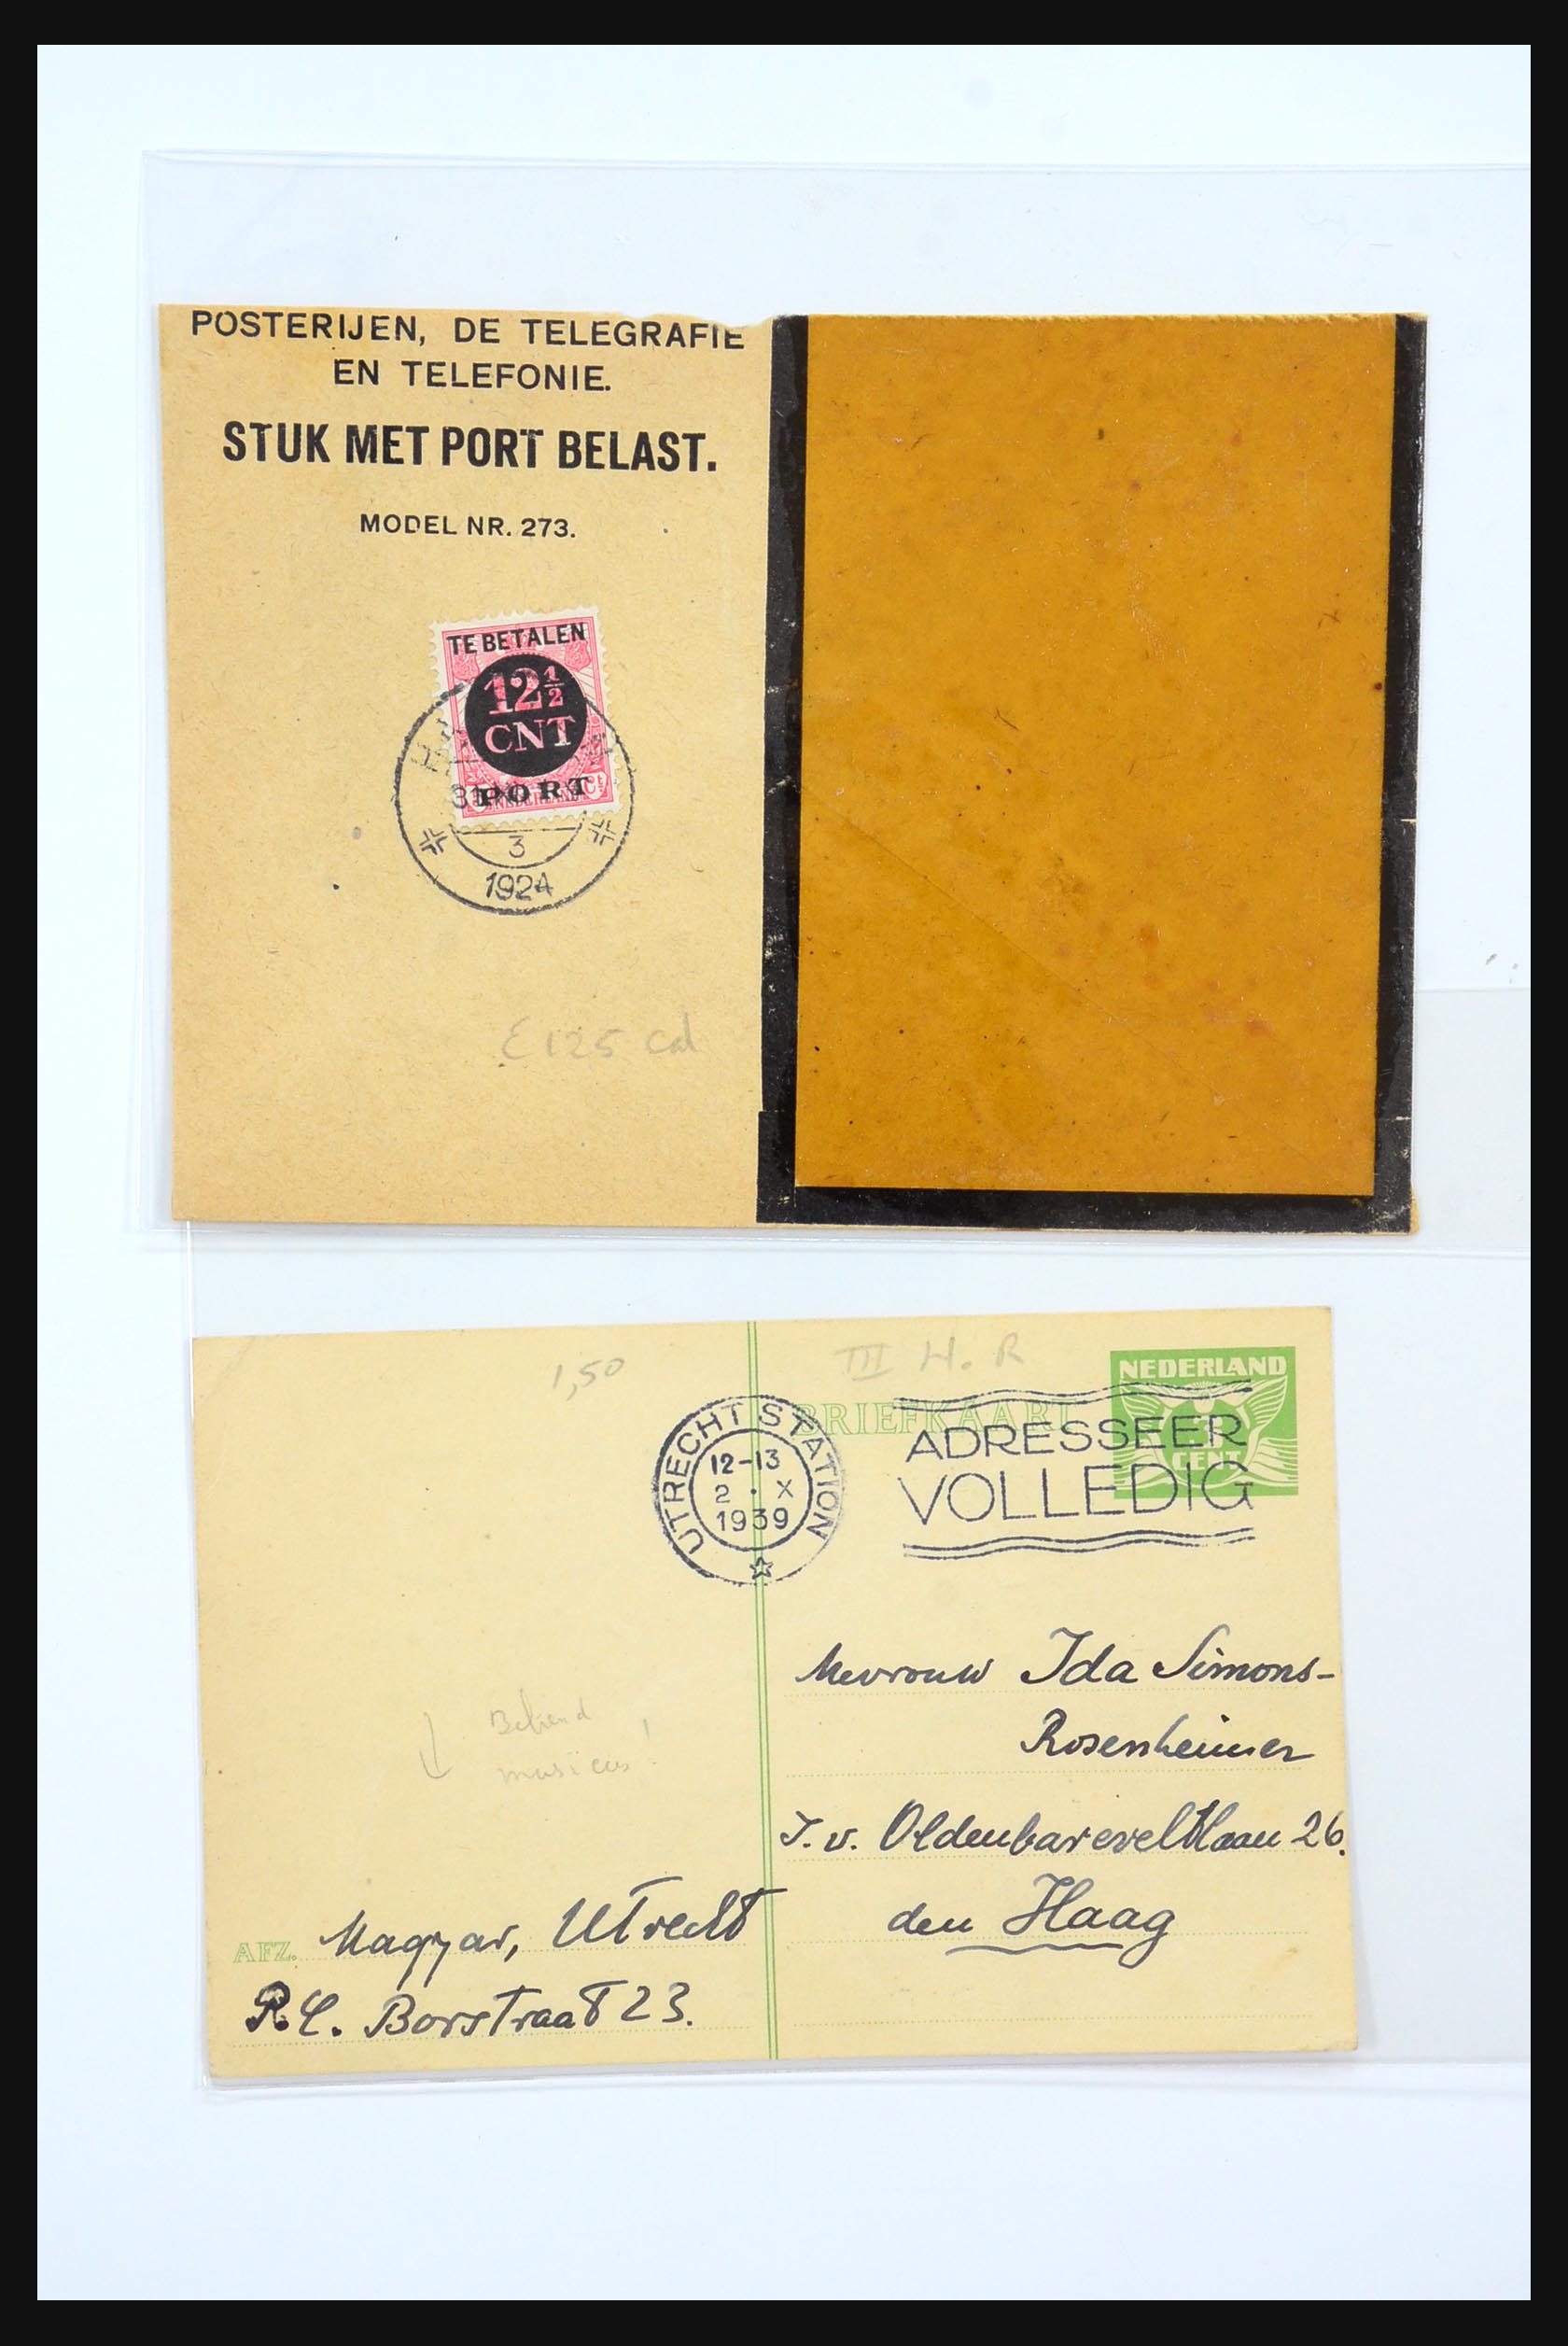 POSTERIJEN, DE TELEGRAFIE
EN TELEFONIE.
STUK MET PORT BELAST.
MODEL NR. 273.
TE BETALEN
12½
CNT
PORT
3
1924
£125 cal
1,50
III H. R
NEDERLAND
BRIEFKAART
CENT
UTRECHT STATION
12-13
2 · X
1939
ADRESSEER
VOLLEDIG
Mevrouw Ida Simons-
Rosenheimer
J. v. Oldenbareveltlaan 26.
den Haag
Bekend
musicus!
AFZ. Magyar, Utrecht
P.C. Borstraat 23.